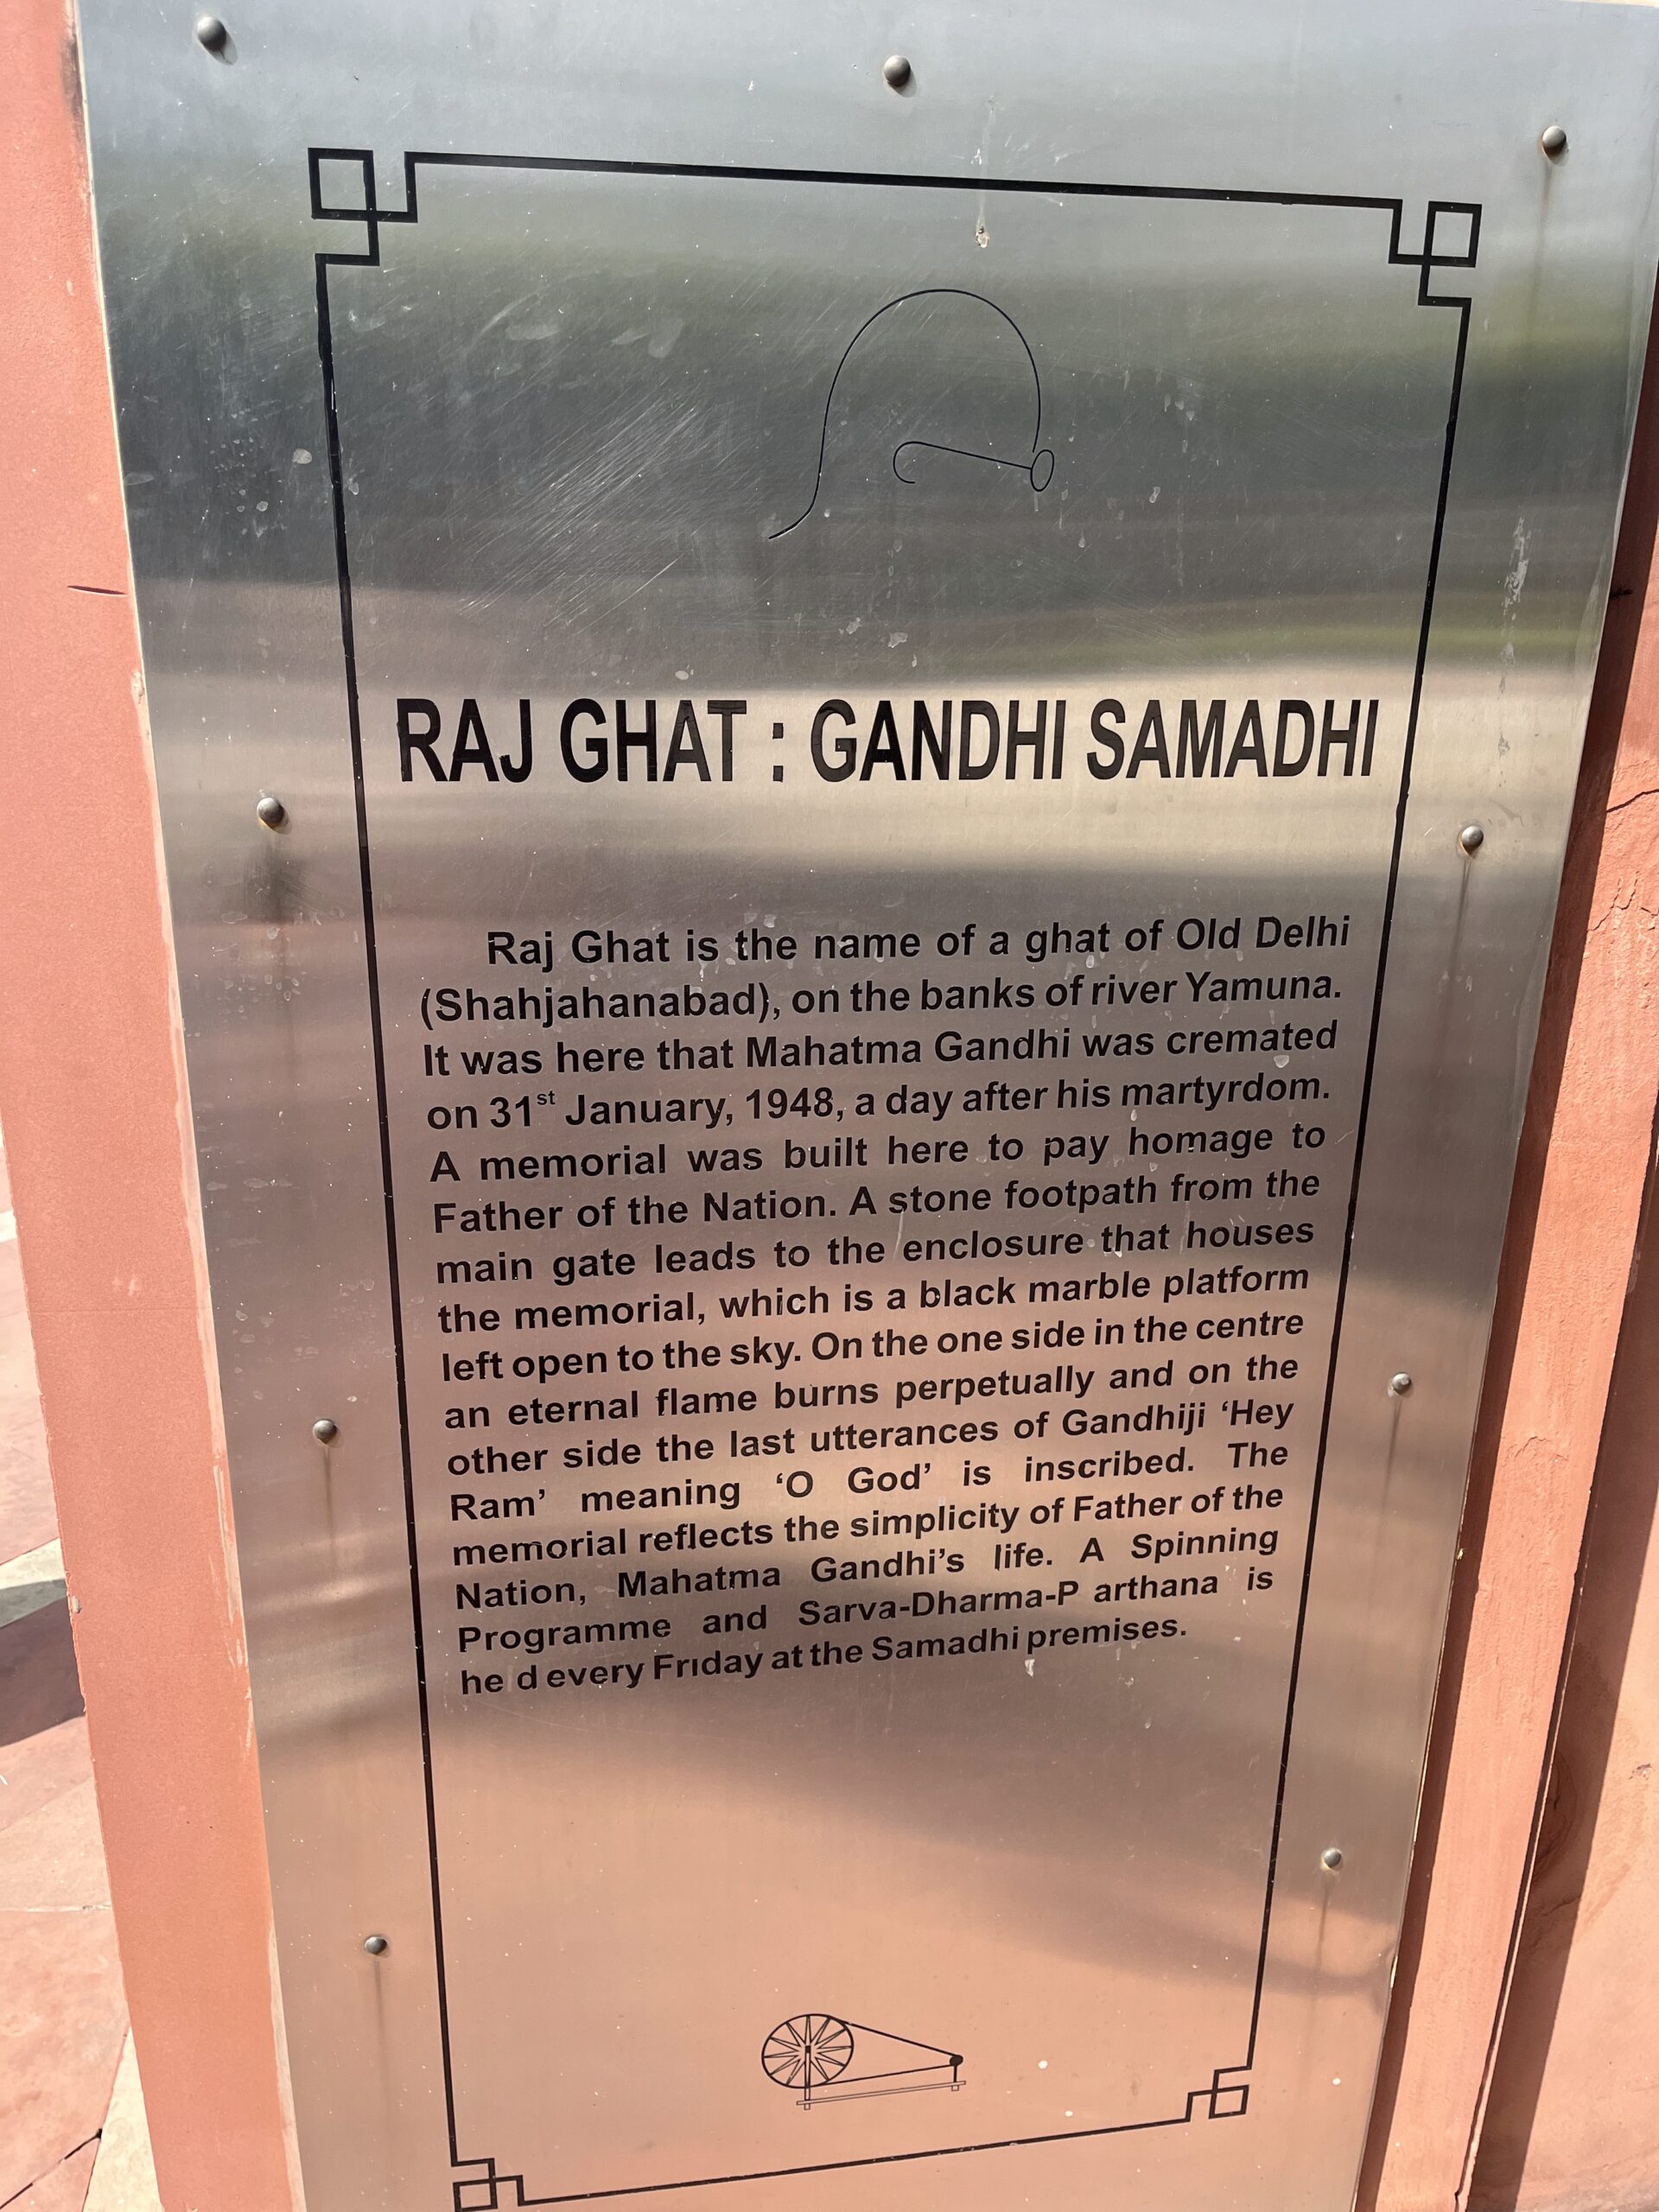 RAJ GHAT : GANDHI SAMADHI
Raj Ghat is the name of a ghat of Old Delhi
(Shahjahanabad), on the banks of river Yamuna.
It was here that Mahatma Gandhi was cremated
on 31st January, 1948, a day after his martyrdom.
A memorial was built here to pay homage to
Father of the Nation. A stone footpath from the
main gate leads to the enclosure that houses
the memorial, which is a black marble platform
left open to the sky. On the one side in the centre
an eternal flame burns perpetually and on the
other side the last utterances of Gandhiji ‘Hey
Ram’ meaning ‘O God’ is inscribed. The
memorial reflects the simplicity of Father of the
Nation, Mahatma Gandhi’s life. A Spinning
Programme and Sarva-Dharma-P arthana is
he d every Friday at the Samadhi premises.